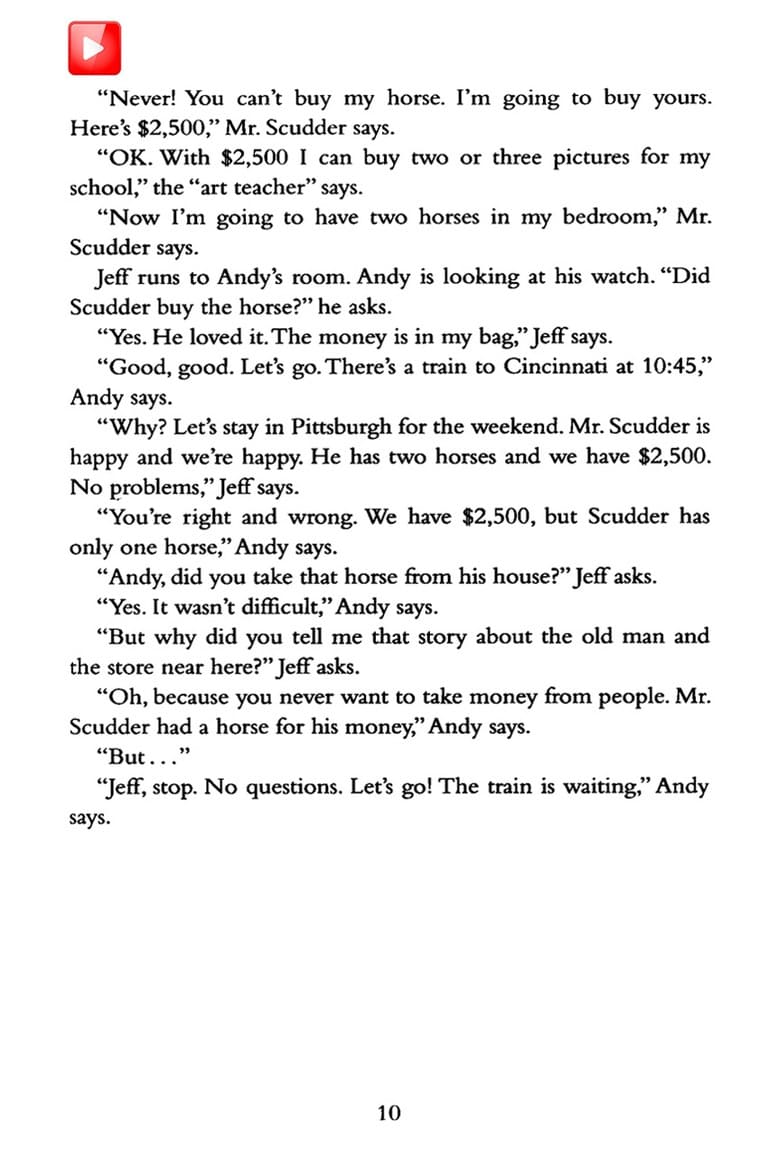 “Never! You can’t buy my horse. I’m going to buy yours.
Here’s $2,500,” Mr. Scudder says.
“OK. With $2,500 I can buy two or three pictures for my
school,” the “art teacher” says.
“Now I’m going to have two horses in my bedroom,” Mr.
Scudder says.
Jeff runs to Andy’s room. Andy is looking at his watch. “Did
Scudder buy the horse?” he asks.
“Yes. He loved it. The money is in my bag,” Jeff says.
“Good, good. Let’s go. There’s a train to Cincinnati at 10:45,”
Andy says.
“Why? Let’s stay in Pittsburgh for the weekend. Mr. Scudder is
happy and we’re happy. He has two horses and we have $2,500.
No problems,” Jeff says.
“You’re right and wrong. We have $2,500, but Scudder has
only one horse,” Andy says.
“Andy, did you take that horse from his house?” Jeff asks.
“Yes. It wasn’t difficult,” Andy says.
“But why did you tell me that story about the old man and
the store near here?” Jeff asks.
“Oh, because you never want to take money from people. Mr.
Scudder had a horse for his money,” Andy says.
“But . . .”
“Jeff, stop. No questions. Let’s go! The train is waiting,” Andy
says.
10